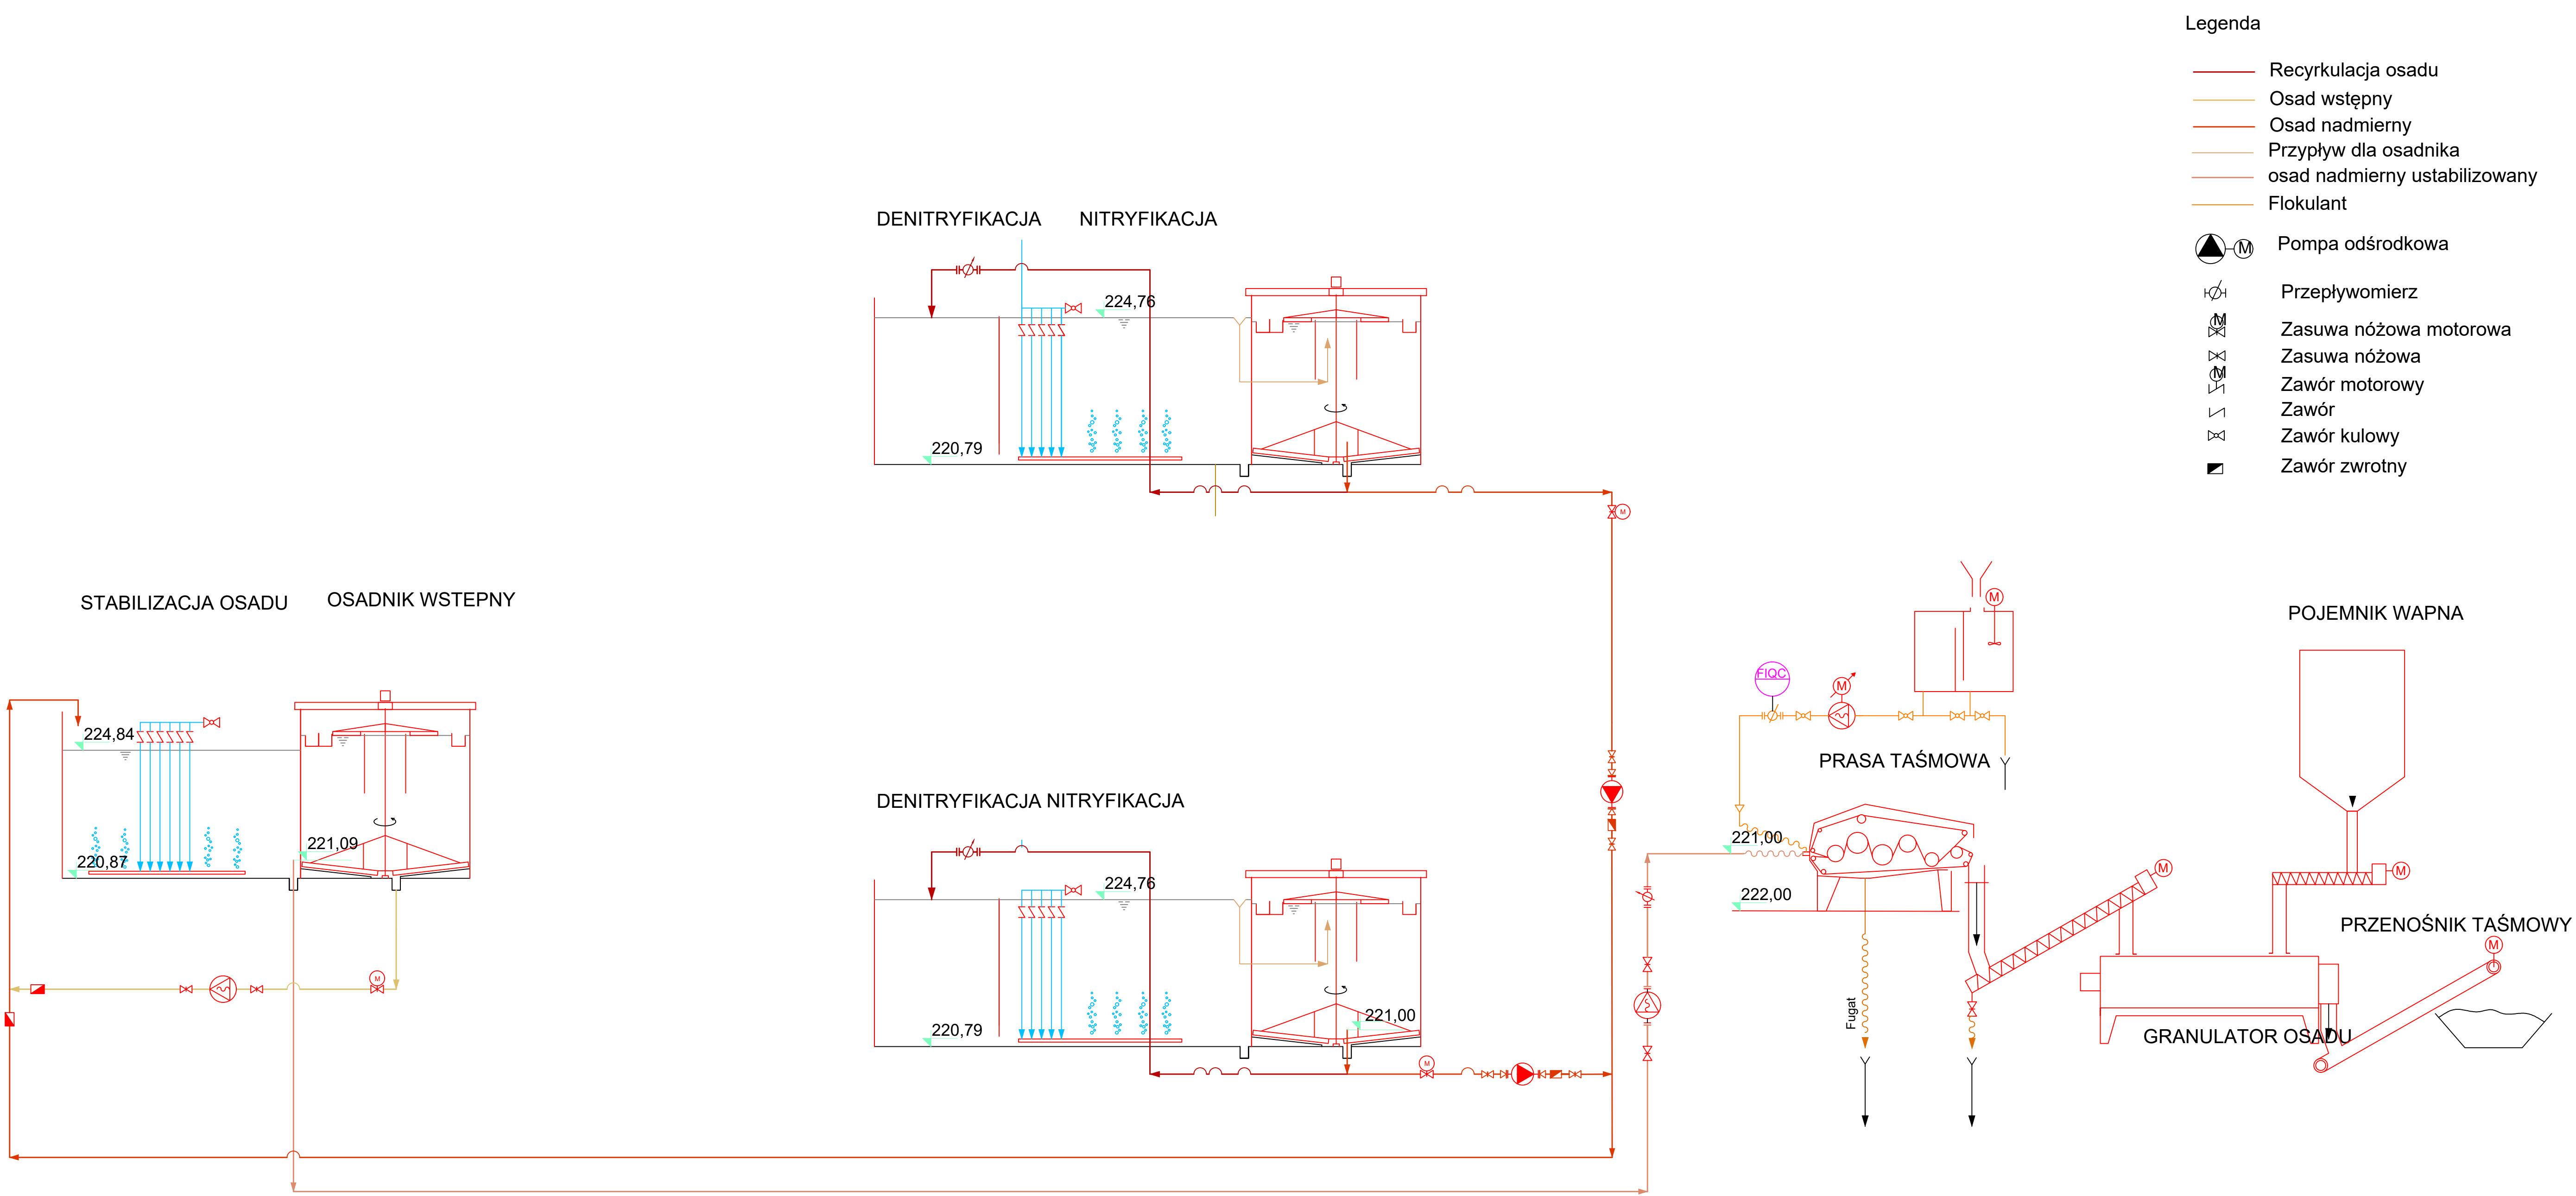 Legenda
Recyrkulacja osadu
Osad wstępny
Osad nadmierny
Przypływ dla osadnika
osad nadmierny ustabilizowany
Flokulant
M
Pompa odśrodkowa
Przepływomierz
M
Zasuwa nóżowa motorowa
Zasuwa nóżowa
M
Zawór motorowy
Zawór
Zawór kulowy
Zawór zwrotny
DENITRYFIKACJA
NITRYFIKACJA
224,76
220,79
M
STABILIZACJA OSADU
OSADNIK WSTEPNY
224,84
221,09
220,87
M
DENITRYFIKACJA
NITRYFIKACJA
224,76
220,79
221,00
M
M
FIQC
M
PRASA TAŚMOWA
221,00
222,00
Fugat
M
POJEMNIK WAPNA
M
PRZENOŚNIK TAŚMOWY
M
GRANULATOR OSADU